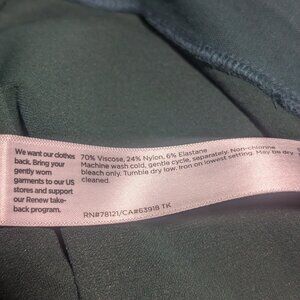 We want our clothes
back. Bring your
gently worn
garments to our US
stores and support
our Renew take-
back program.
70% Viscose, 24% Nylon, 6% Elastane
Machine wash cold, gentle cycle, separately. Non-chlorine
bleach only. Tumble dry low. Iron on lowest setting. May be dry
cleaned.
RN#78121/CA#63918 TK